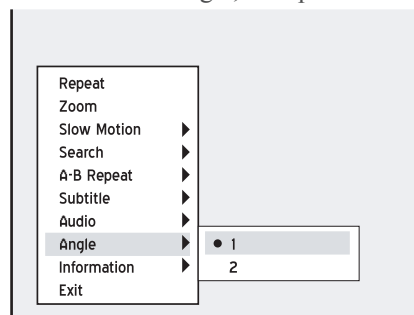 Repeat
Zoom
Slow Motion
Search
A-B Repeat
Subtitle
Audio
Angle
1
2
Information
Exit